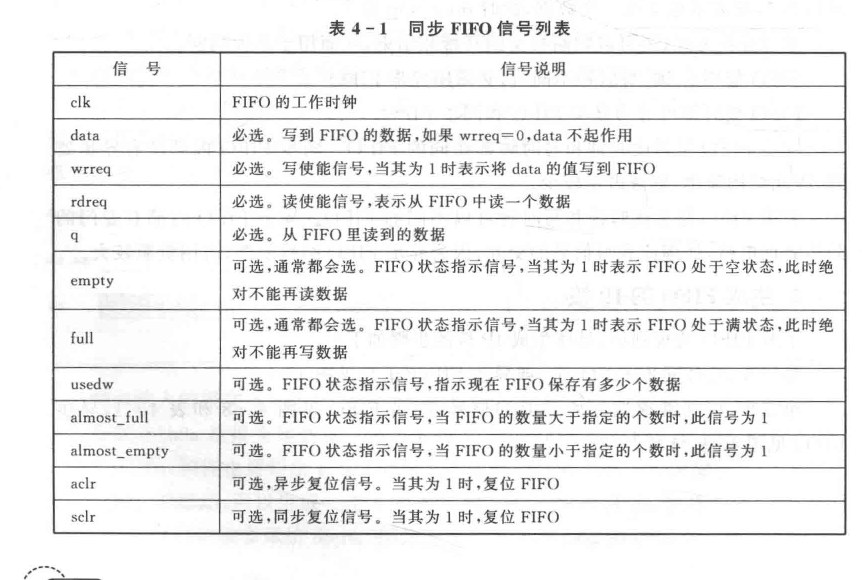 表 4-1 同步 FIFO 信号列表
信 号 信号说明
clk FIFO 的工作时钟
data 必选。写到 FIFO 的数据,如果 wrreq=0,data 不起作用
wrreq 必选。写使能信号,当其为 1 时表示将 data 的值写到 FIFO
rdreq 必选。读使能信号,表示从 FIFO 中读一个数据
q 必选。从 FIFO 里读到的数据
empty 可选,通常都会选。FIFO 状态指示信号,当其为 1 时表示 FIFO 处于空状态,此时绝
对不能再读数据
full 可选,通常都会选。FIFO 状态指示信号,当其为 1 时表示 FIFO 处于满状态,此时绝
对不能再写数据
usedw 可选。FIFO 状态指示信号,指示现在 FIFO 保存有多少个数据
almost_full 可选。FIFO 状态指示信号,当 FIFO 的数量大于指定的个数时,此信号为 1
almost_empty 可选。FIFO 状态指示信号,当 FIFO 的数量小于指定的个数时,此信号为 1
aclr 可选,异步复位信号。当其为 1 时,复位 FIFO
sclr 可选,同步复位信号。当其为 1 时,复位 FIFO